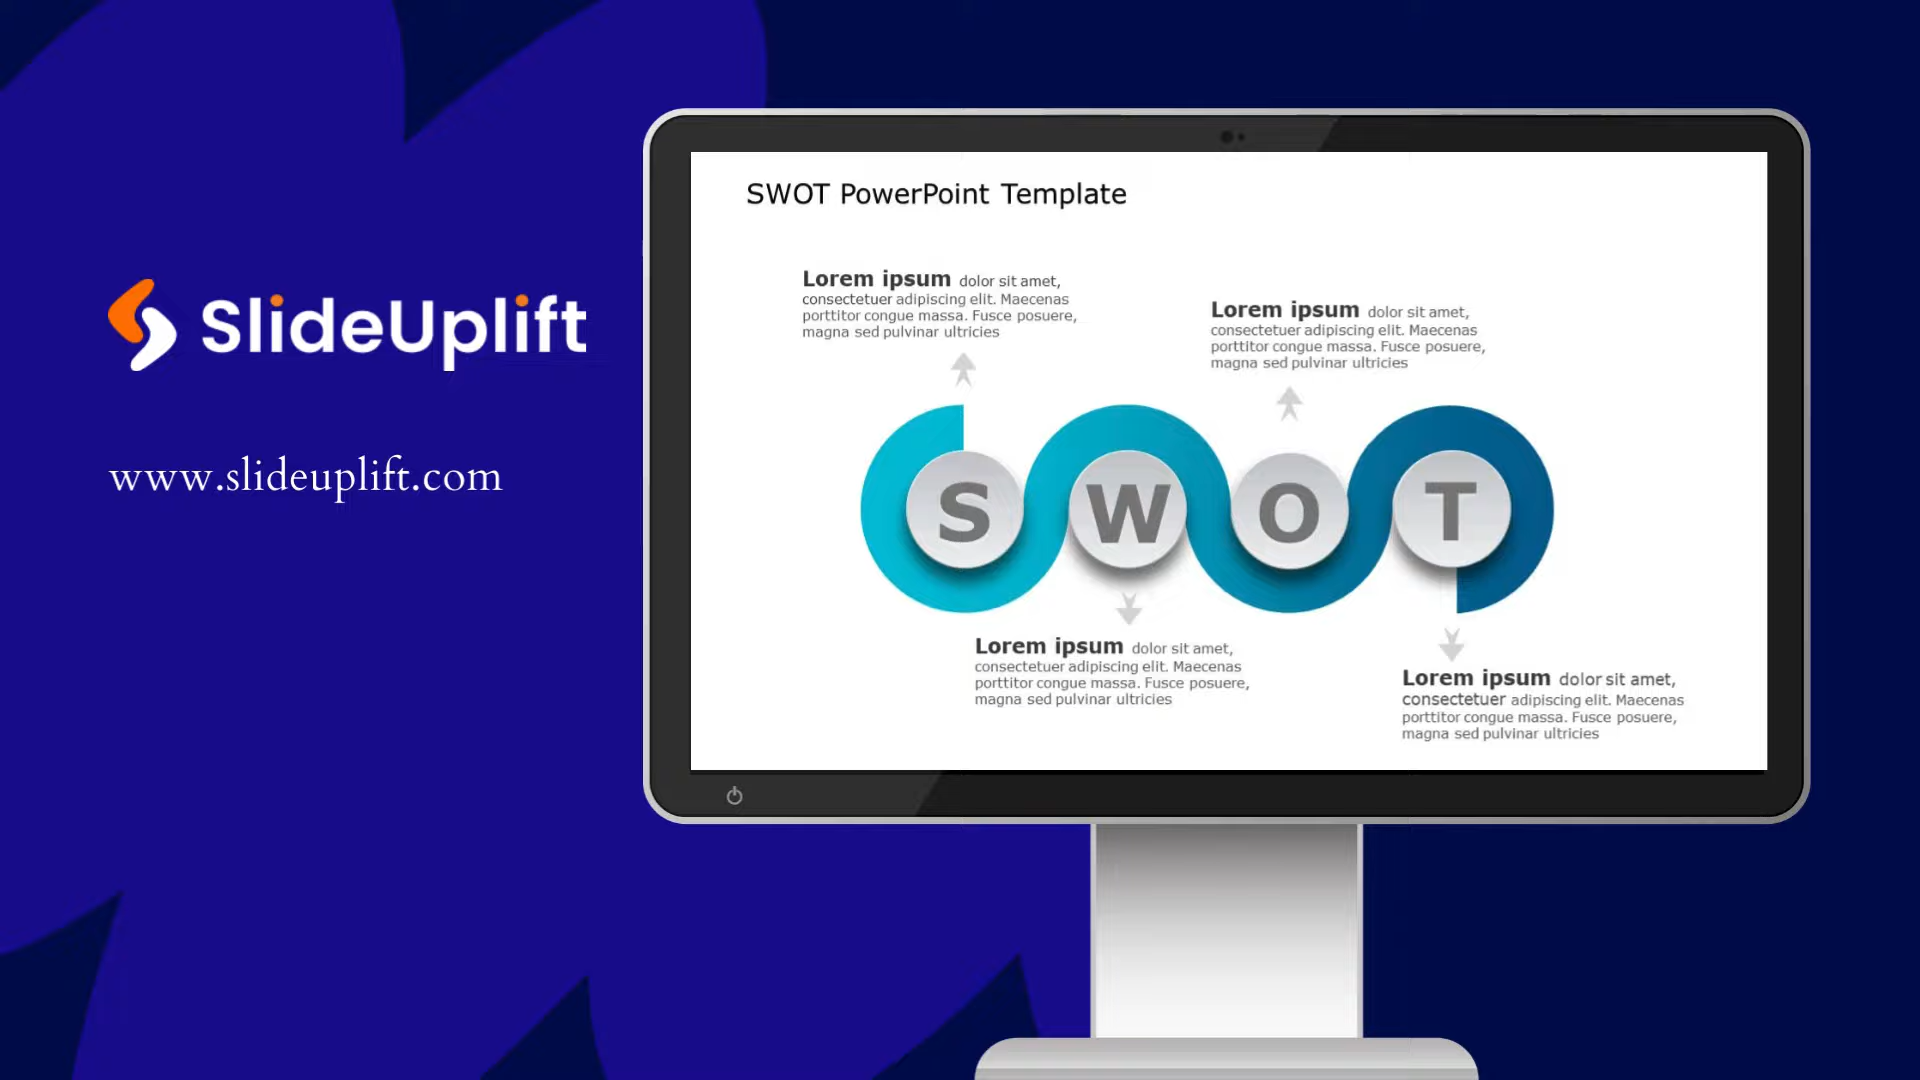 SlideUplift
www.slideuplift.com
SWOT PowerPoint Template
Lorem ipsum dolor sit amet,
consectetuer adipiscing elit. Maecenas
porttitor congue massa. Fusce posuere,
magna sed pulvinar ultricies
Lorem ipsum dolor sit amet,
consectetuer adipiscing elit. Maecenas
porttitor congue massa. Fusce posuere,
magna sed pulvinar ultricies
S W O T
Lorem ipsum dolor sit amet,
consectetuer adipiscing elit. Maecenas
porttitor congue massa. Fusce posuere,
magna sed pulvinar ultricies
Lorem ipsum dolor sit amet,
consectetuer adipiscing elit. Maecenas
porttitor congue massa. Fusce posuere,
magna sed pulvinar ultricies